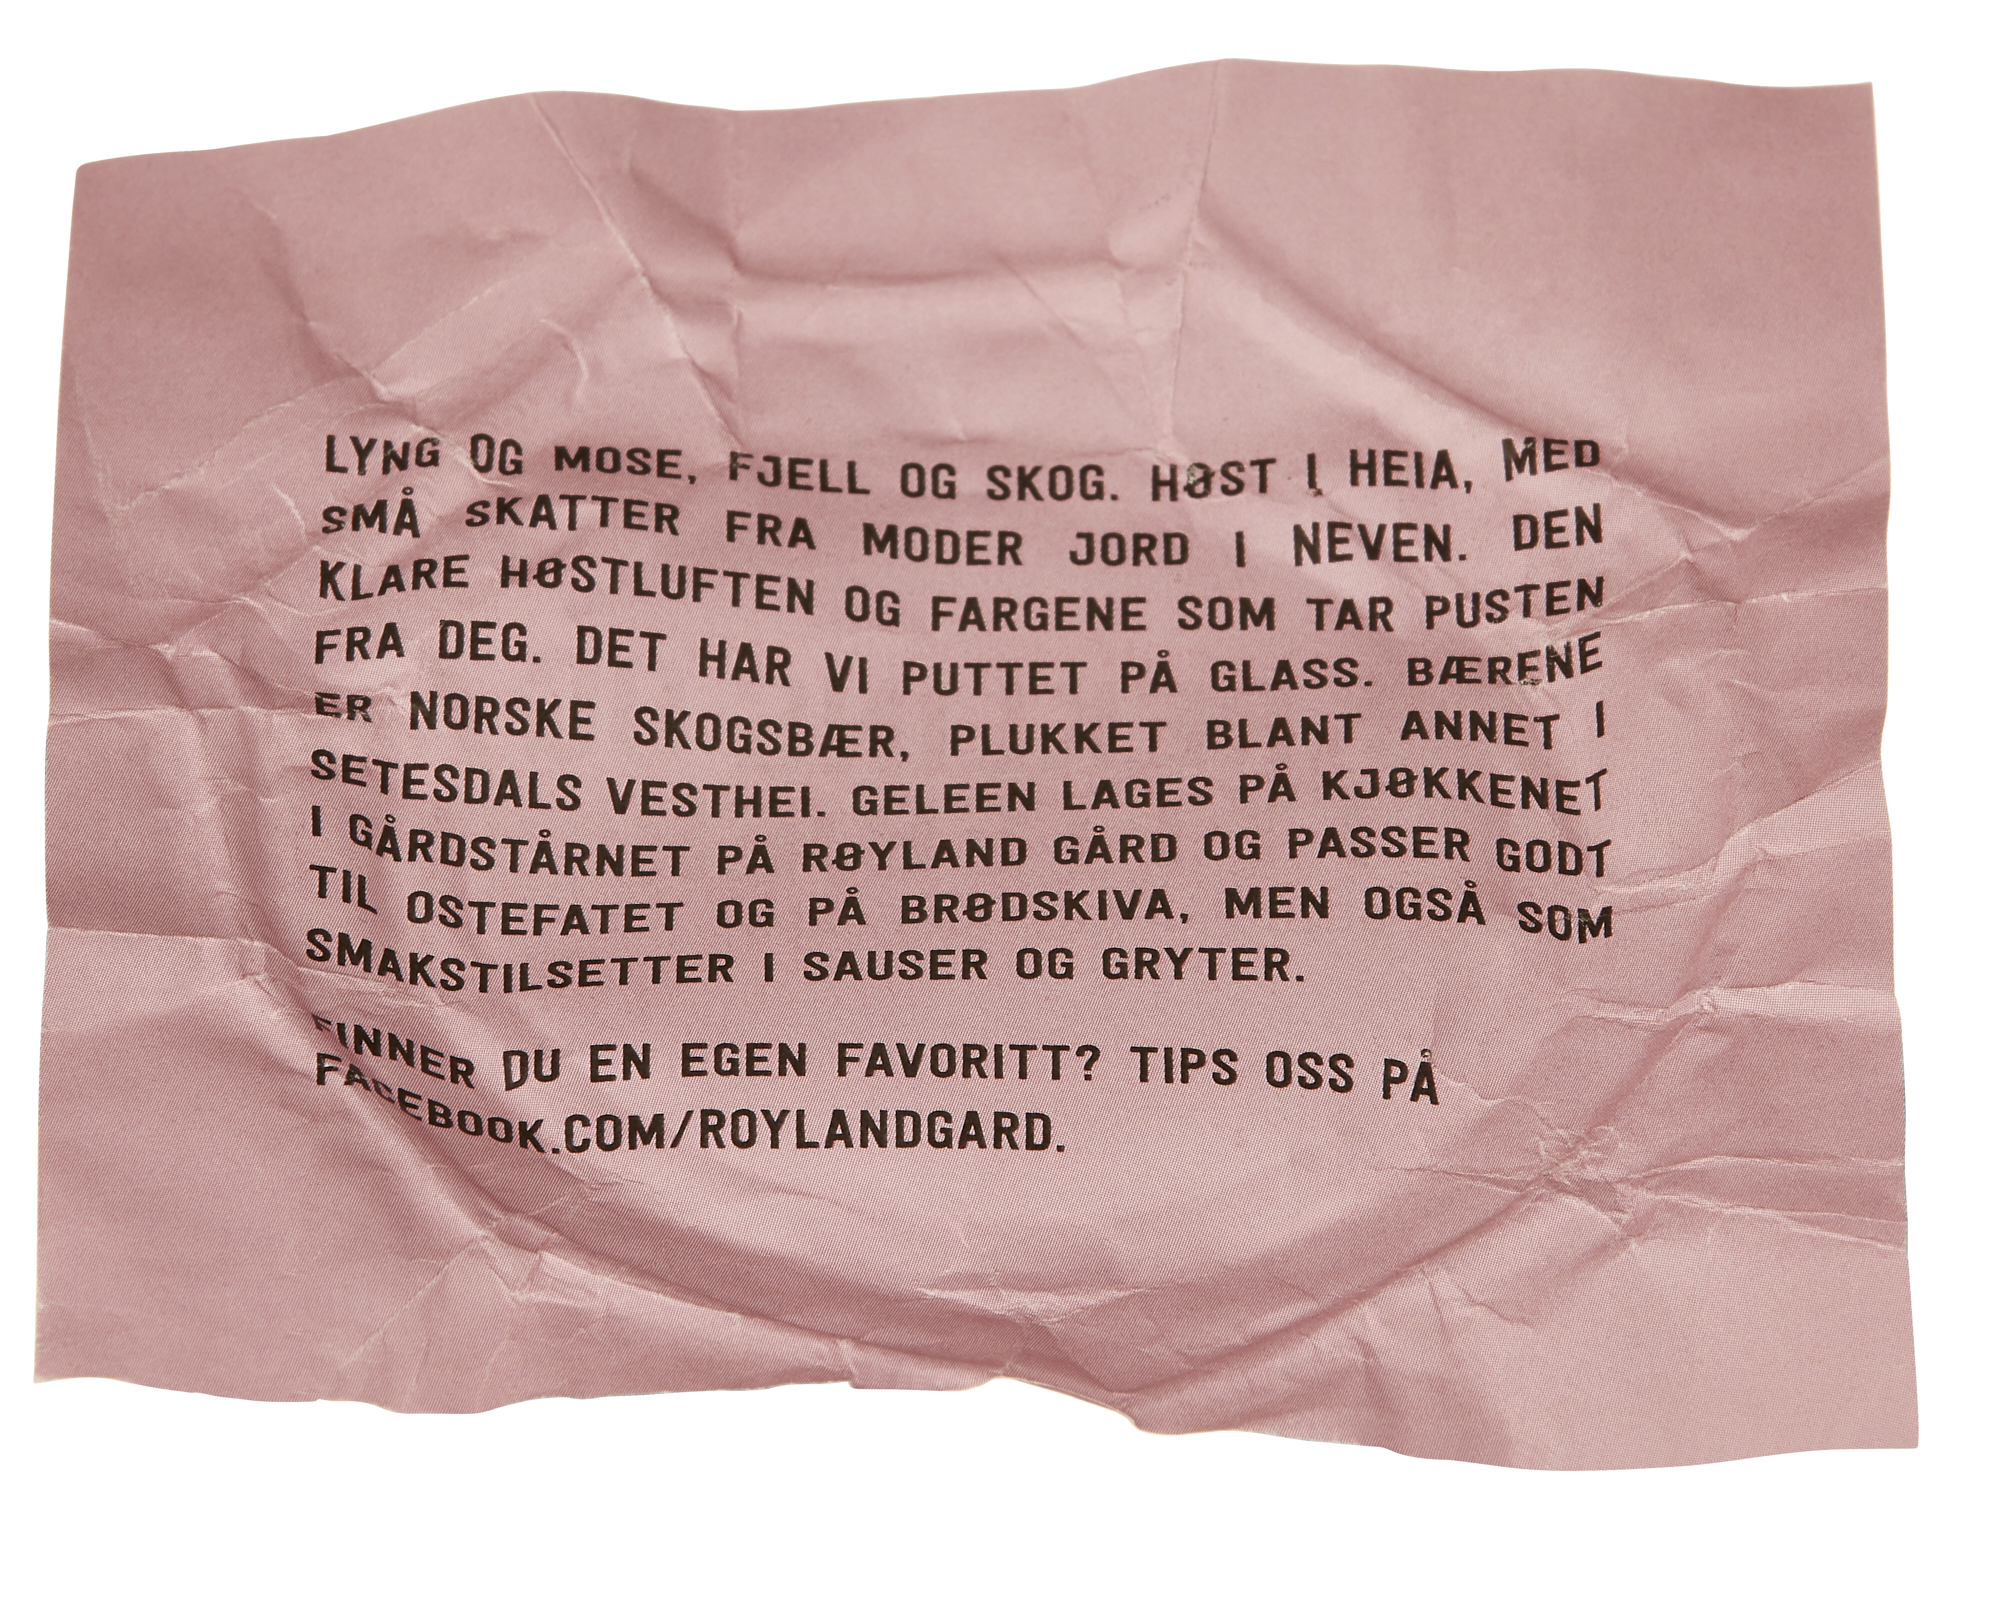 LYNG OG MOSE, FJELL OG SKOG. HØST I HEIA, MED
SMÅ SKATTER FRA MODER JORD I NEVEN. DEN
KLARE HØSTLUFTEN OG FARGENE SOM TAR PUSTEN
FRA DEG. DET HAR VI PUTTET PÅ GLASS. BÆRENE
ER NORSKE SKOGSBÆR, PLUKKET BLANT ANNET I
SETESDALS VESTHEI. GELEEN LAGES PÅ KJØKKENET
I GÅRDSTÅRNET PÅ RØYLAND GÅRD OG PASSER GODT
TIL OSTEFATET OG PÅ BRØDSKIVA, MEN OGSÅ SOM
SMAKSTILSETTER I SAUSER OG GRYTER.
FINNER DU EN EGEN FAVORITT? TIPS OSS PÅ
FACEBOOK.COM/ROYLANDGARD.